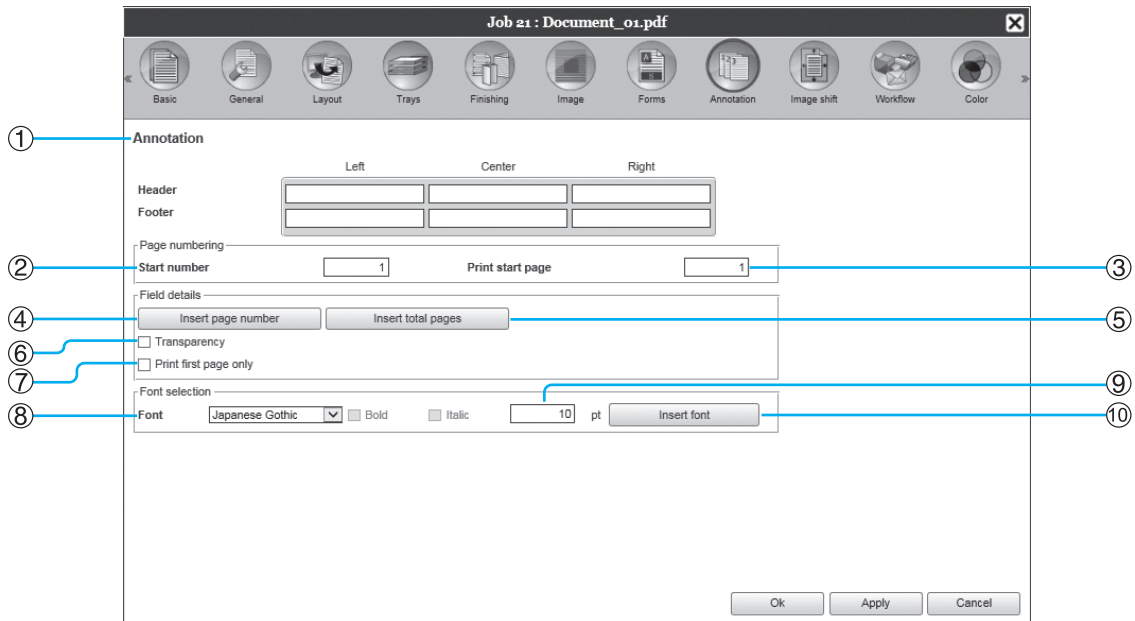 Job 21 : Document_01.pdf
« Basic General Layout Trays Finishing Image Forms Annotation Image shift Workflow Color »
① Annotation
Left Center Right
Header
Footer
Page numbering
② Start number 1 Print start page 1 ③
Field details
④ Insert page number Insert total pages ⑤
⑥ Transparency
⑦ Print first page only
Font selection ⑨
⑧ Font Japanese Gothic Bold Italic 10 pt Insert font ⑩
Ok Apply Cancel